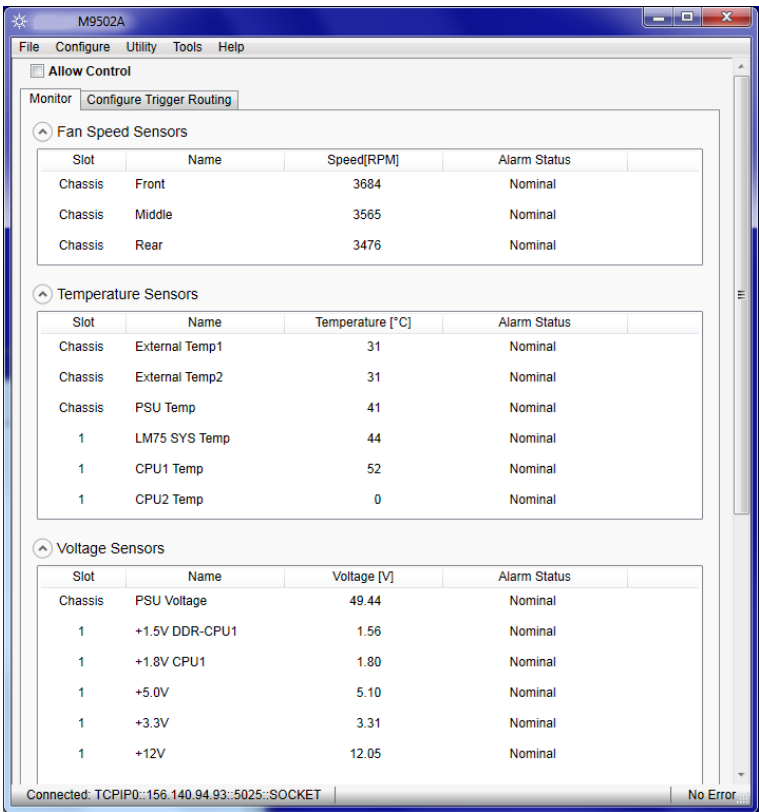 M9502A
File Configure Utility Tools Help
Allow Control
Monitor Configure Trigger Routing
Fan Speed Sensors
Slot Name Speed[RPM] Alarm Status
Chassis Front 3684 Nominal
Chassis Middle 3565 Nominal
Chassis Rear 3476 Nominal
Temperature Sensors
Slot Name Temperature [°C] Alarm Status
Chassis External Temp1 31 Nominal
Chassis External Temp2 31 Nominal
Chassis PSU Temp 41 Nominal
1 LM75 SYS Temp 44 Nominal
1 CPU1 Temp 52 Nominal
1 CPU2 Temp 0 Nominal
Voltage Sensors
Slot Name Voltage [V] Alarm Status
Chassis PSU Voltage 49.44 Nominal
1 +1.5V DDR-CPU1 1.56 Nominal
1 +1.8V CPU1 1.80 Nominal
1 +5.0V 5.10 Nominal
1 +3.3V 3.31 Nominal
1 +12V 12.05 Nominal
Connected: TCPIP0::156.140.94.93::5025::SOCKET No Error